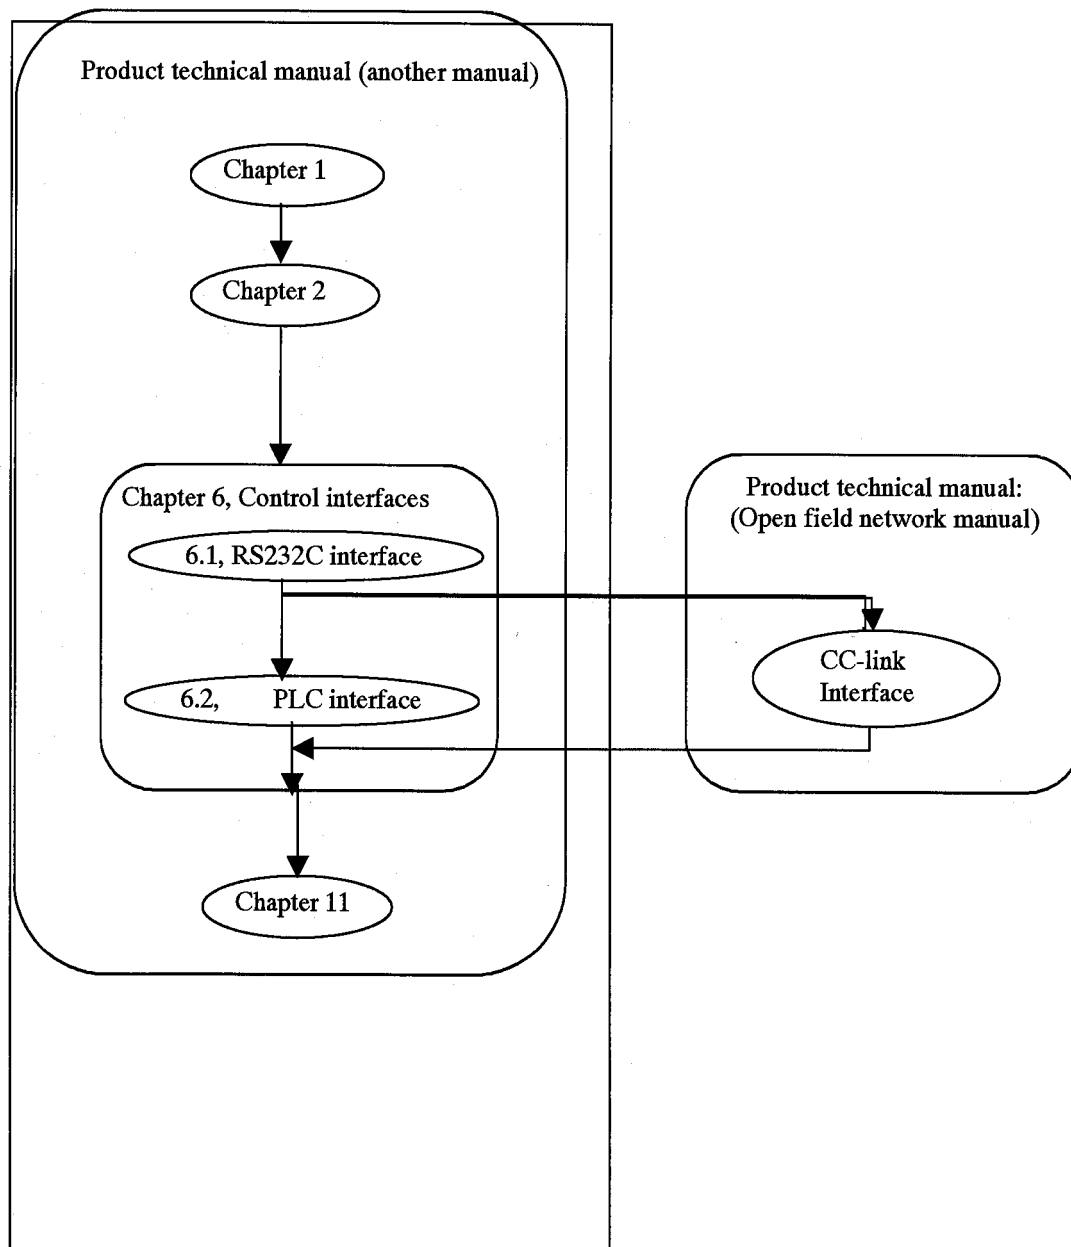 Product technical manual (another manual)
Chapter 1
Chapter 2
Chapter 6, Control interfaces
6.1, RS232C interface
6.2, PLC interface
Chapter 11
Product technical manual:
(Open field network manual)
CC-link
Interface